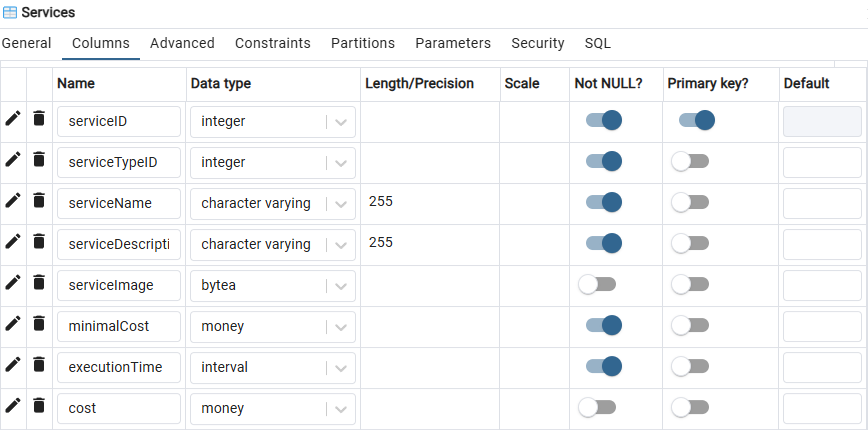 Services
General Columns Advanced Constraints Partitions Parameters Security SQL
Name Data type Length/Precision Scale Not NULL? Primary key? Default
serviceID integer
serviceTypeID integer
serviceName character varying 255
serviceDescripti character varying 255
serviceImage bytea
minimalCost money
executionTime interval
cost money